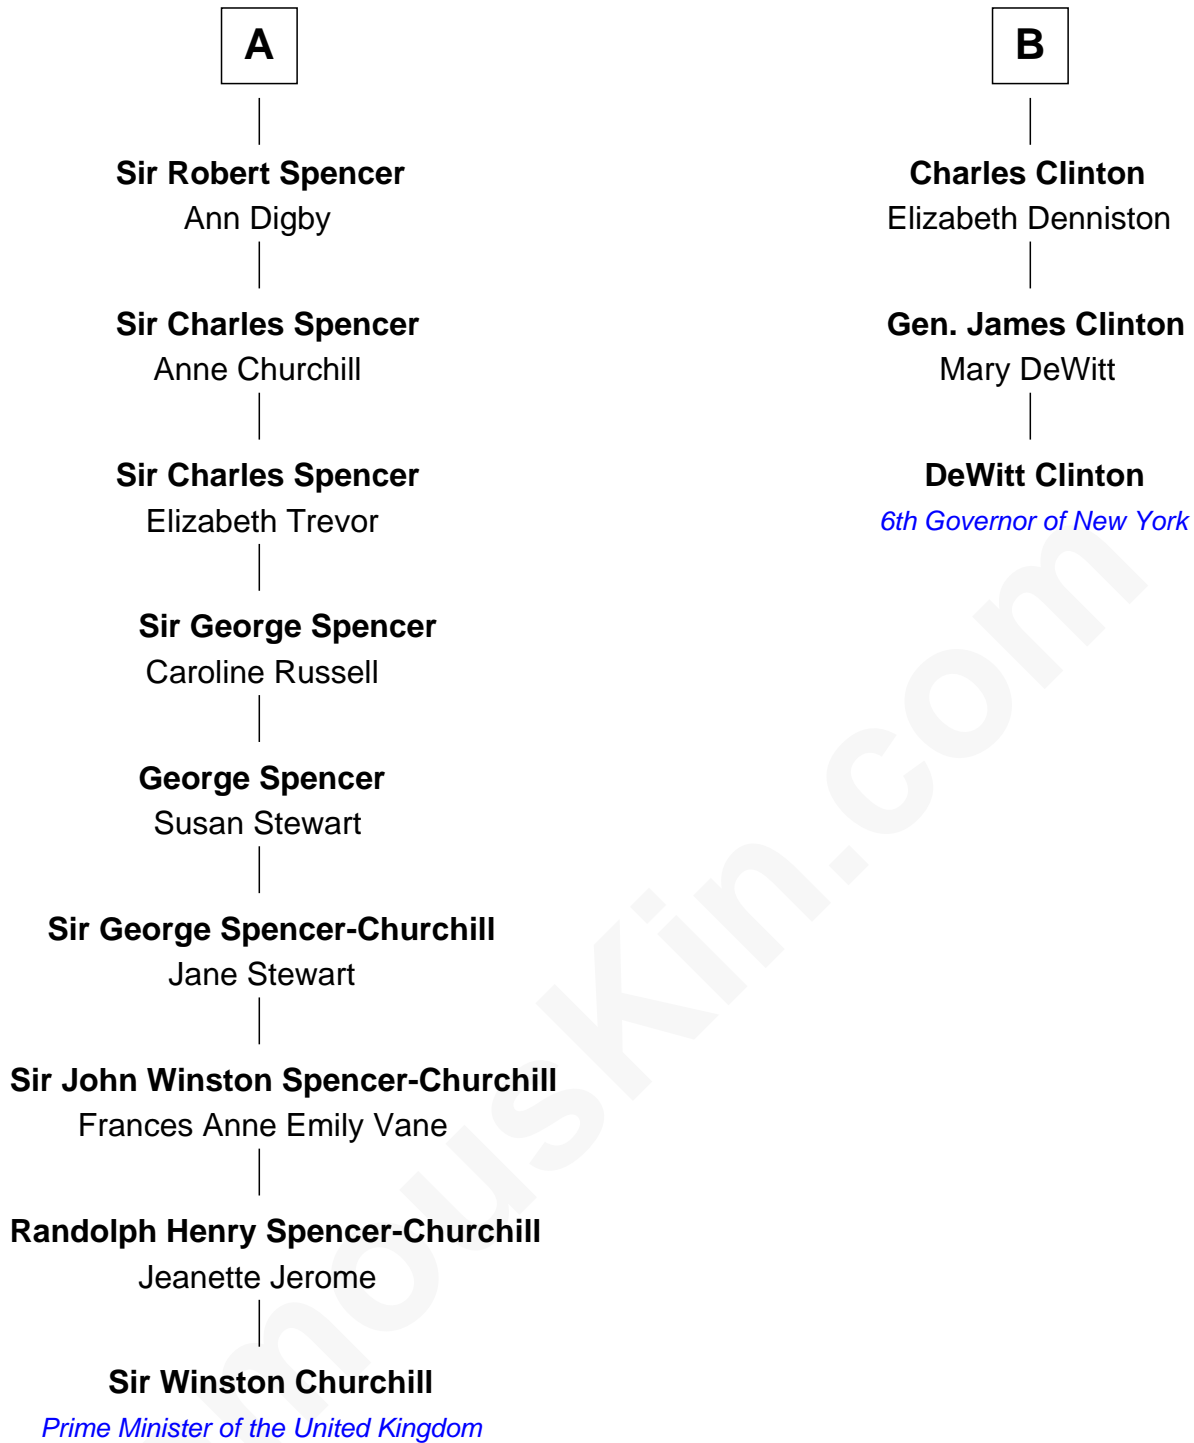 A
Sir Robert Spencer
Ann Digby
Sir Charles Spencer
Anne Churchill
Sir Charles Spencer
Elizabeth Trevor
Sir George Spencer
Caroline Russell
George Spencer
Susan Stewart
Sir George Spencer-Churchill
Jane Stewart
Sir John Winston Spencer-Churchill
Frances Anne Emily Vane
Randolph Henry Spencer-Churchill
Jeanette Jerome
Sir Winston Churchill
Prime Minister of the United Kingdom
B
Charles Clinton
Elizabeth Denniston
Gen. James Clinton
Mary DeWitt
DeWitt Clinton
6th Governor of New York
mousKin.com